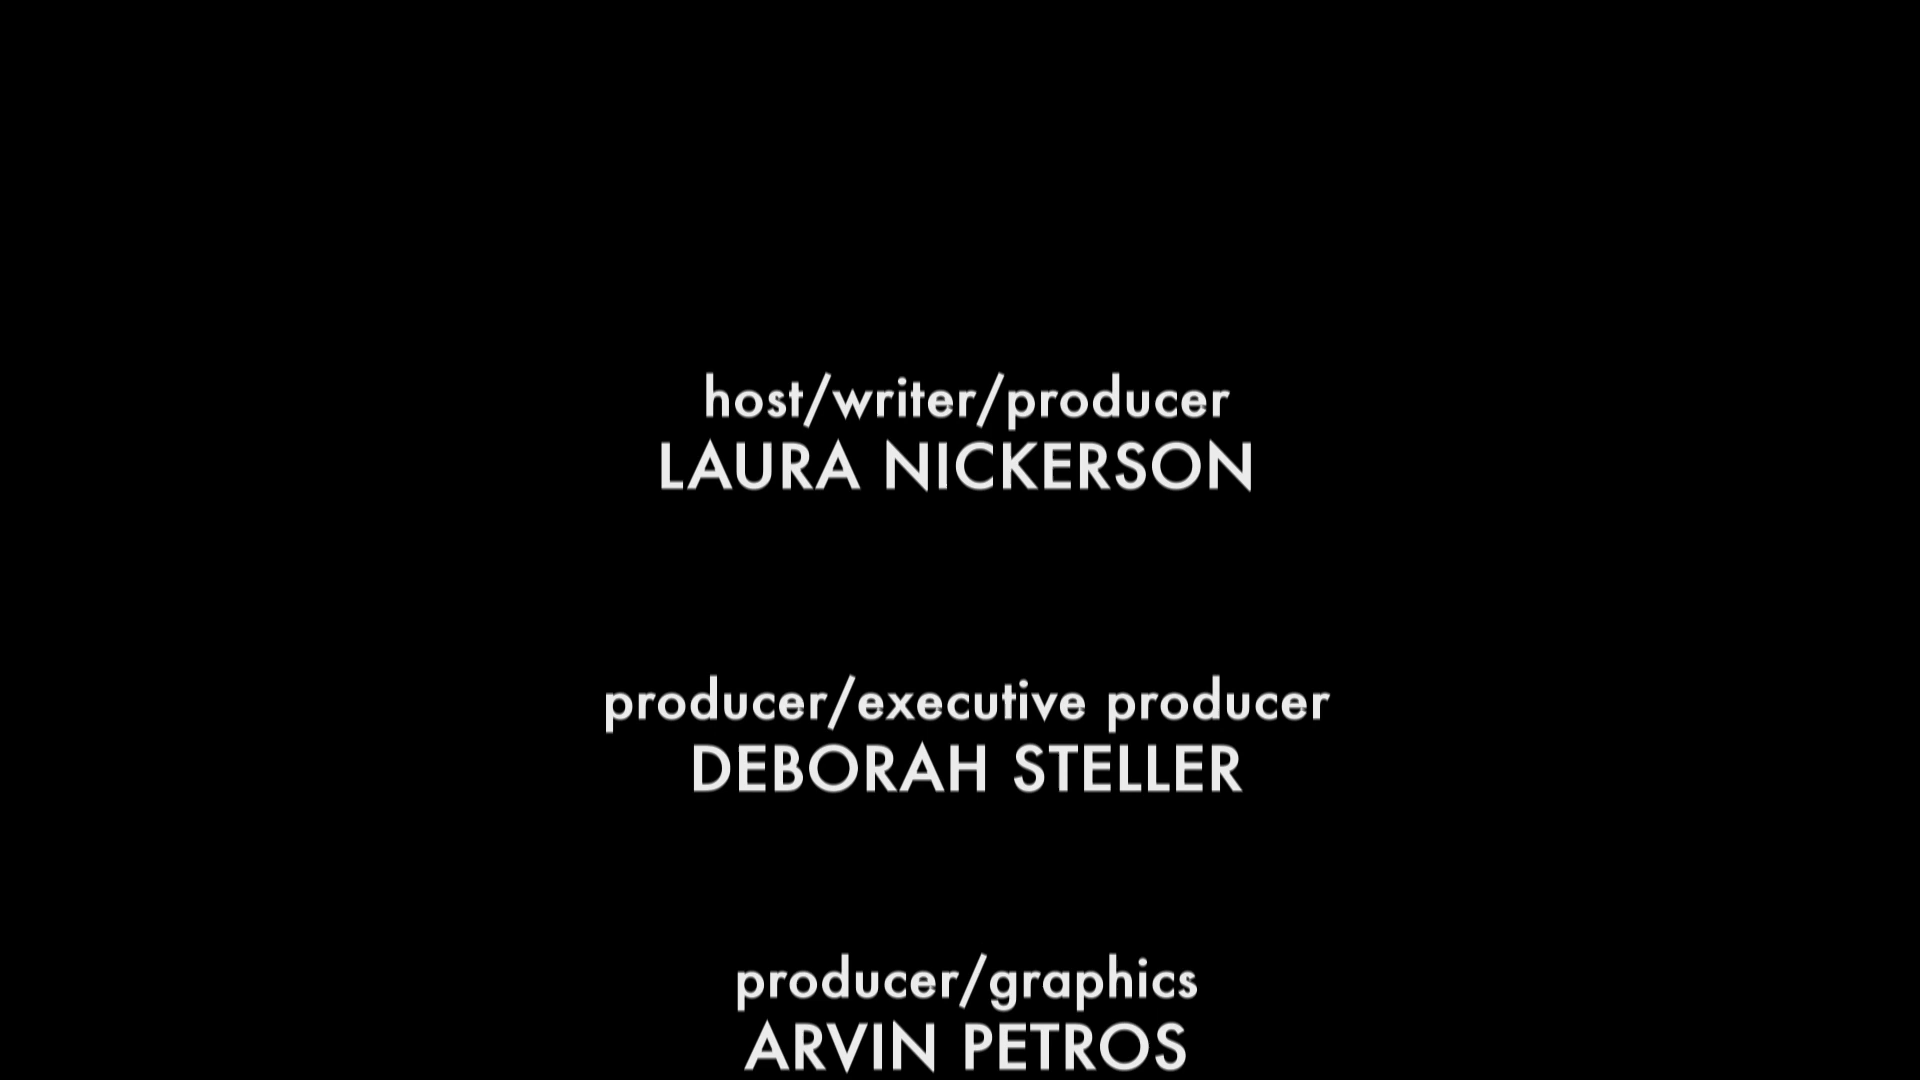 host/writer/producer
LAURA NICKERSON
producer/executive producer
DEBORAH STELLER
producer/graphics
ARVIN PETROS